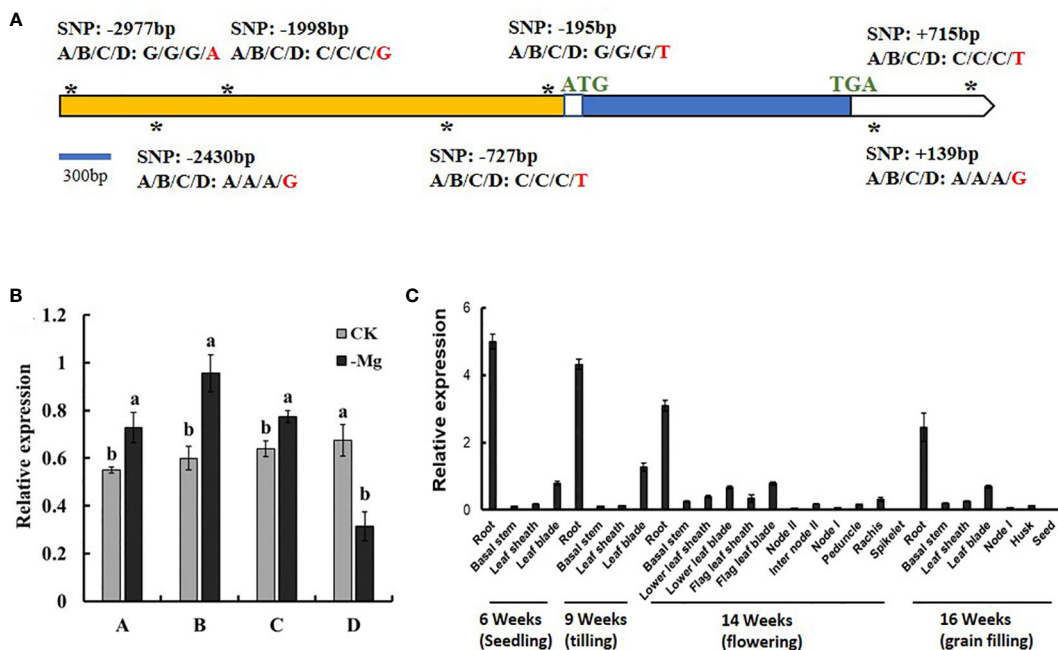 A
SNP: -2977bp
A/B/C/D: G/G/G/A
SNP: -1998bp
A/B/C/D: C/C/C/G
SNP: -195bp
A/B/C/D: G/G/G/T
SNP: +715bp
A/B/C/D: C/C/C/T
ATG
TGA
* * * *
* * *
300bp
SNP: -2430bp
A/B/C/D: A/A/A/G
SNP: -727bp
A/B/C/D: C/C/C/T
SNP: +139bp
A/B/C/D: A/A/A/G
B
Relative expression
1.2
1
0.8
0.6
0.4
0.2
0
CK
-Mg
b a b a b a a b
A B C D
C
Relative expression
6
4
2
0
Root
Basal stem
Leaf sheath
Leaf blade
Root
Basal stem
Leaf sheath
Leaf blade
Root
Basal stem
Lower leaf sheath
Lower leaf blade
Flag leaf sheath
Flag leaf blade
Node II
Inter node II
Node I
Peduncle
Rachis
Spikelet
Root
Basal stem
Leaf sheath
Leaf blade
Node I
Husk
Seed
6 Weeks
(Seedling)
9 Weeks
(tilling)
14 Weeks
(flowering)
16 Weeks
(grain filling)